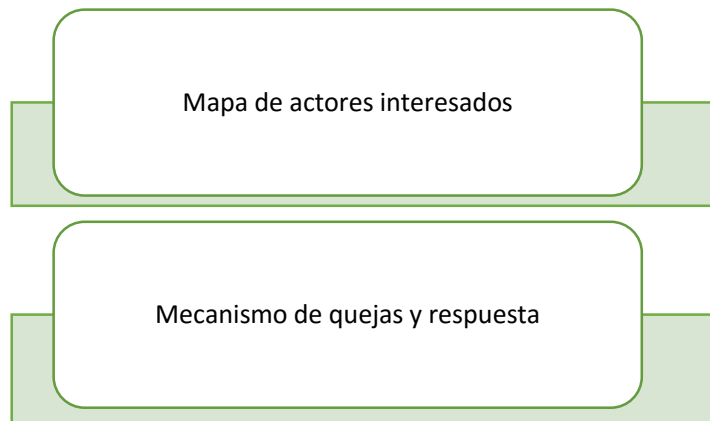 Mapa de actores interesados
Mecanismo de quejas y respuesta